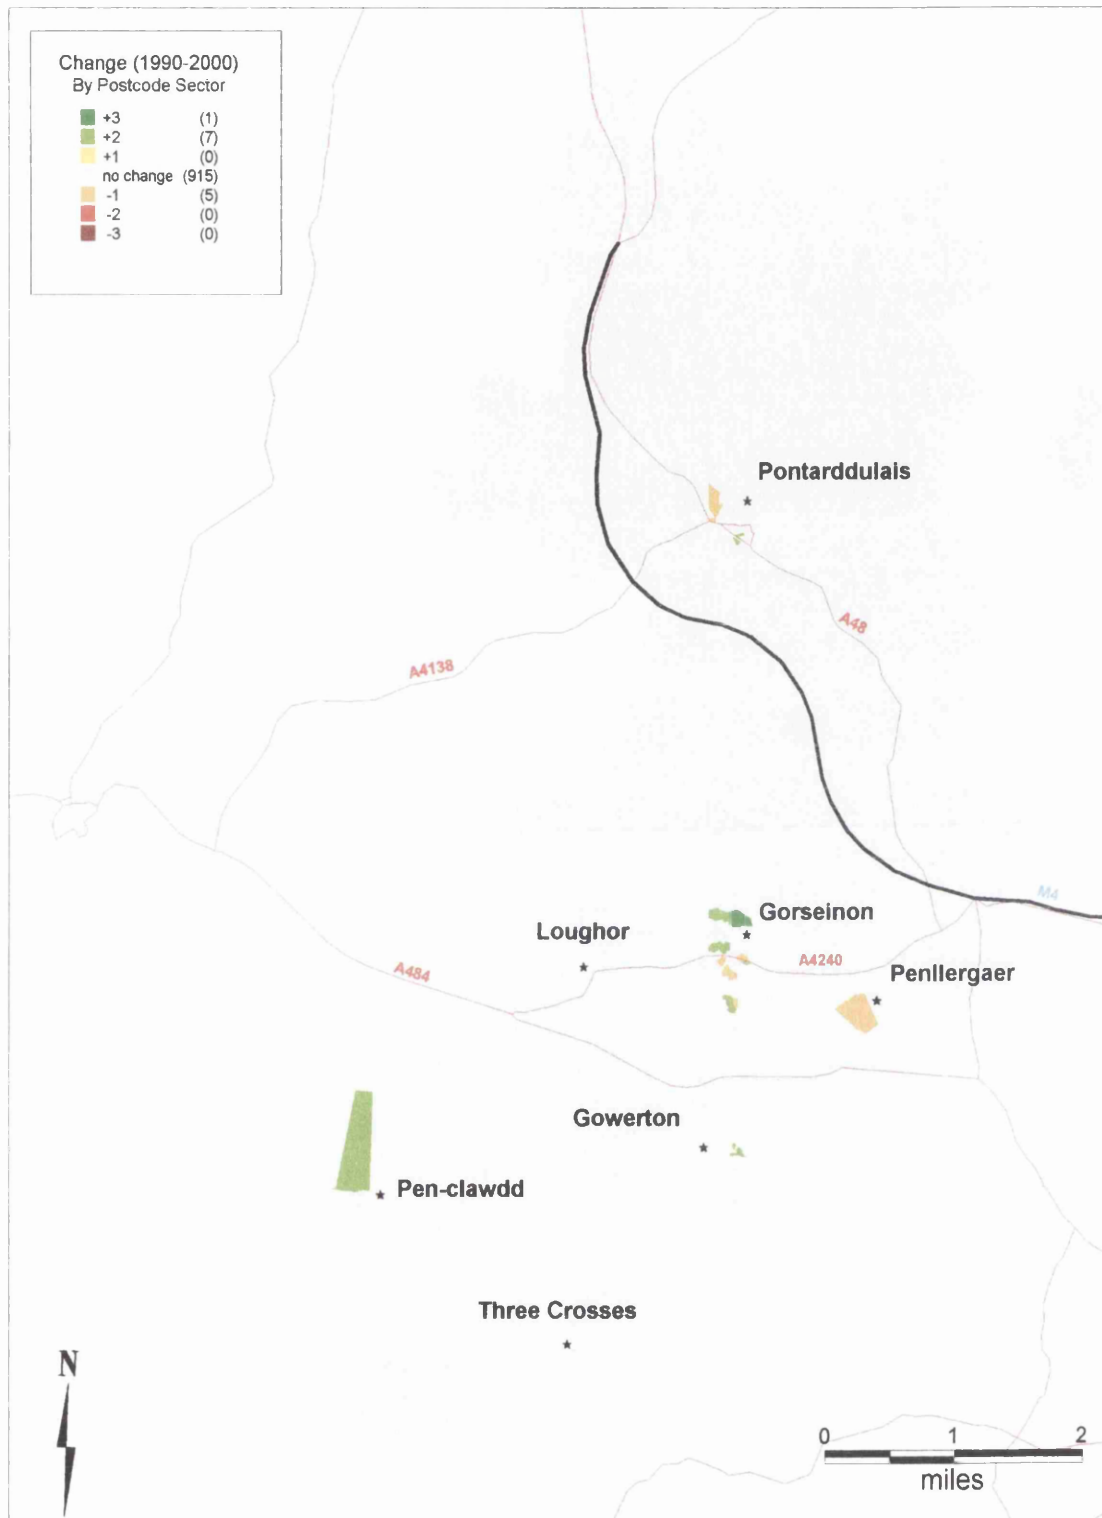 Change (1990-2000)
By Postcode Sector
+3 (1)
+2 (7)
+1 (0)
no change (915)
-1 (5)
-2 (0)
-3 (0)
Pontarddulais
A48
A4138
M4
Gorseinon
Loughor
A4240
A484
Penllergaer
Gowerton
Pen-clawdd
Three Crosses
N
0 1 2
miles